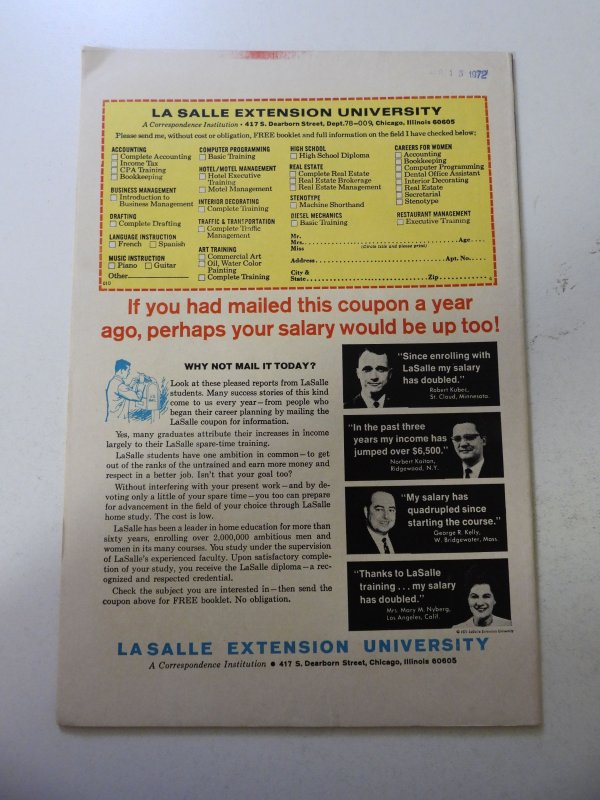 1 5 1972
LA SALLE EXTENSION UNIVERSITY
A Correspondence Institution • 417 S. Dearborn Street, Dept. 78-009, Chicago, Illinois 60605
Please send me, without cost or obligation, FREE booklet and full information on the field I have checked below:
ACCOUNTING
Complete Accounting
Income Tax
CPA Training
Bookkeeping
BUSINESS MANAGEMENT
Introduction to
Business Management
DRAFTING
Complete Drafting
LANGUAGE INSTRUCTION
French Spanish
MUSIC INSTRUCTION
Piano Guitar
Other
010
COMPUTER PROGRAMMING
Basic Training
HOTEL/MOTEL MANAGEMENT
Hotel Executive
Training
Motel Management
INTERIOR DECORATING
Complete Training
TRAFFIC & TRANSPORTATION
Complete Traffic
Management
ART TRAINING
Commercial Art
Oil, Water Color
Painting
Complete Training
HIGH SCHOOL
High School Diploma
REAL ESTATE
Complete Real Estate
Real Estate Brokerage
Real Estate Management
STENOTYPE
Machine Shorthand
DIESEL MECHANICS
Basic Training
CAREERS FOR WOMEN
Accounting
Bookkeeping
Computer Programming
Dental Office Assistant
Interior Decorating
Real Estate
Secretarial
Stenotype
RESTAURANT MANAGEMENT
Executive Training
Mr.
Mrs. Age
Miss (Circle title and please print)
Address Apt. No.
City &
State Zip
If you had mailed this coupon a year
ago, perhaps your salary would be up too!
WHY NOT MAIL IT TODAY?
Look at these pleased reports from LaSalle
students. Many success stories of this kind
come to us every year—from people who
began their career planning by mailing the
LaSalle coupon for information.
Yes, many graduates attribute their increases in income
largely to their LaSalle spare-time training.
LaSalle students have one ambition in common—to get
out of the ranks of the untrained and earn more money and
respect in a better job. Isn't that your goal too?
Without interfering with your present work—and by de-
voting only a little of your spare time—you too can prepare
for advancement in the field of your choice through LaSalle
home study. The cost is low.
LaSalle has been a leader in home education for more than
sixty years, enrolling over 2,000,000 ambitious men and
women in its many courses. You study under the supervision
of LaSalle's experienced faculty. Upon satisfactory comple-
tion of your study, you receive the LaSalle diploma—a rec-
ognized and respected credential.
Check the subject you are interested in—then send the
coupon above for FREE booklet. No obligation.
"Since enrolling with
LaSalle my salary
has doubled."
Robert Kuber,
St. Cloud, Minnesota.
"In the past three
years my income has
jumped over $6,500."
Norbert Kaitan,
Ridgewood, N.Y.
"My salary has
quadrupled since
starting the course."
George R. Kelly,
W. Bridgewater, Mass.
"Thanks to LaSalle
training . . . my salary
has doubled."
Mrs. Mary M. Nyberg,
Los Angeles, Calif.
LaSalle Extension University
LA SALLE EXTENSION UNIVERSITY
A Correspondence Institution • 417 S. Dearborn Street, Chicago, Illinois 60605